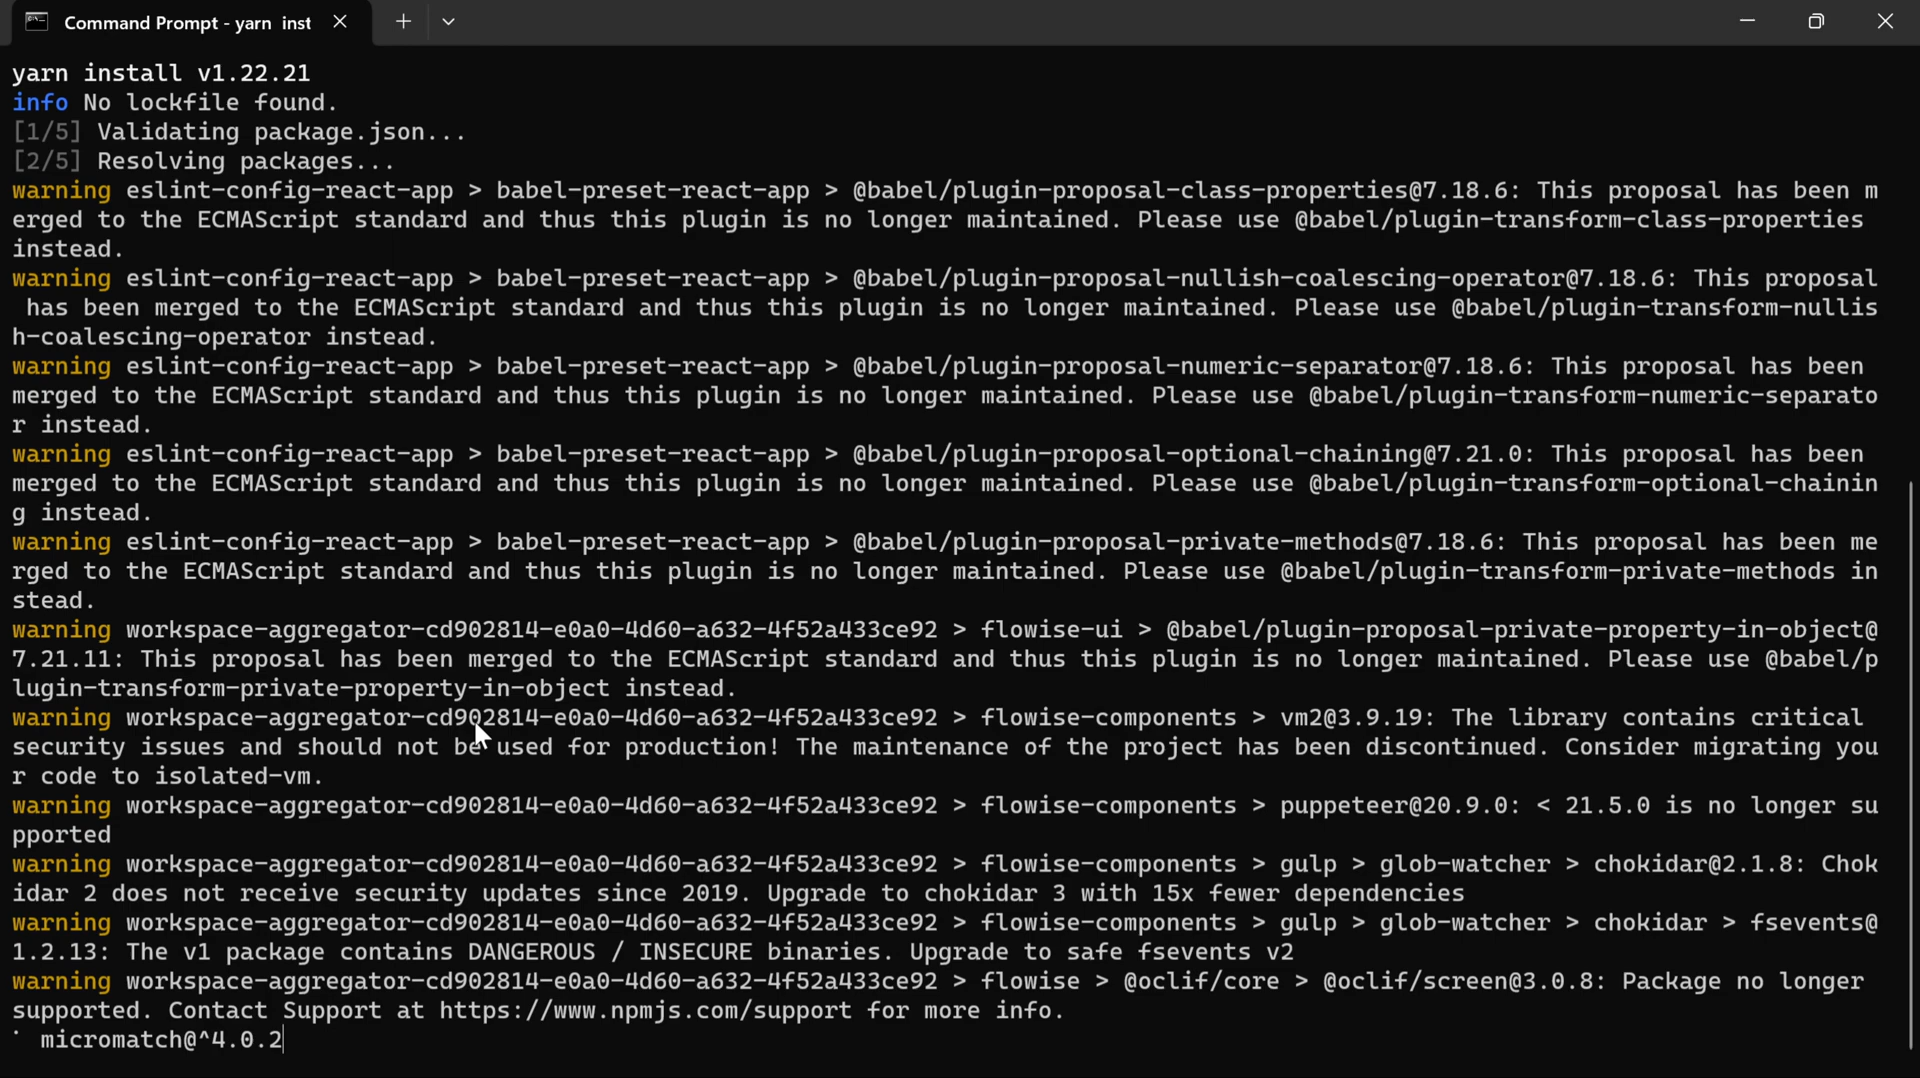 Command Prompt - yarn inst
yarn install v1.22.21
info No lockfile found.
[1/5] Validating package.json...
[2/5] Resolving packages...
warning eslint-config-react-app > babel-preset-react-app > @babel/plugin-proposal-class-properties@7.18.6: This proposal has been m
erged to the ECMAScript standard and thus this plugin is no longer maintained. Please use @babel/plugin-transform-class-properties
instead.
warning eslint-config-react-app > babel-preset-react-app > @babel/plugin-proposal-nullish-coalescing-operator@7.18.6: This proposal
has been merged to the ECMAScript standard and thus this plugin is no longer maintained. Please use @babel/plugin-transform-nullis
h-coalescing-operator instead.
warning eslint-config-react-app > babel-preset-react-app > @babel/plugin-proposal-numeric-separator@7.18.6: This proposal has been
merged to the ECMAScript standard and thus this plugin is no longer maintained. Please use @babel/plugin-transform-numeric-separato
r instead.
warning eslint-config-react-app > babel-preset-react-app > @babel/plugin-proposal-optional-chaining@7.21.0: This proposal has been
merged to the ECMAScript standard and thus this plugin is no longer maintained. Please use @babel/plugin-transform-optional-chainin
g instead.
warning eslint-config-react-app > babel-preset-react-app > @babel/plugin-proposal-private-methods@7.18.6: This proposal has been me
rged to the ECMAScript standard and thus this plugin is no longer maintained. Please use @babel/plugin-transform-private-methods in
stead.
warning workspace-aggregator-cd902814-e0a0-4d60-a632-4f52a433ce92 > flowise-ui > @babel/plugin-proposal-private-property-in-object@
7.21.11: This proposal has been merged to the ECMAScript standard and thus this plugin is no longer maintained. Please use @babel/p
lugin-transform-private-property-in-object instead.
warning workspace-aggregator-cd902814-e0a0-4d60-a632-4f52a433ce92 > flowise-components > vm2@3.9.19: The library contains critical
security issues and should not be used for production! The maintenance of the project has been discontinued. Consider migrating you
r code to isolated-vm.
warning workspace-aggregator-cd902814-e0a0-4d60-a632-4f52a433ce92 > flowise-components > puppeteer@20.9.0: < 21.5.0 is no longer su
pported
warning workspace-aggregator-cd902814-e0a0-4d60-a632-4f52a433ce92 > flowise-components > gulp > glob-watcher > chokidar@2.1.8: Chok
idar 2 does not receive security updates since 2019. Upgrade to chokidar 3 with 15x fewer dependencies
warning workspace-aggregator-cd902814-e0a0-4d60-a632-4f52a433ce92 > flowise-components > gulp > glob-watcher > chokidar > fsevents@
1.2.13: The v1 package contains DANGEROUS / INSECURE binaries. Upgrade to safe fsevents v2
warning workspace-aggregator-cd902814-e0a0-4d60-a632-4f52a433ce92 > flowise > @oclif/core > @oclif/screen@3.0.8: Package no longer
supported. Contact Support at https://www.npmjs.com/support for more info.
⠁ micromatch@^4.0.2